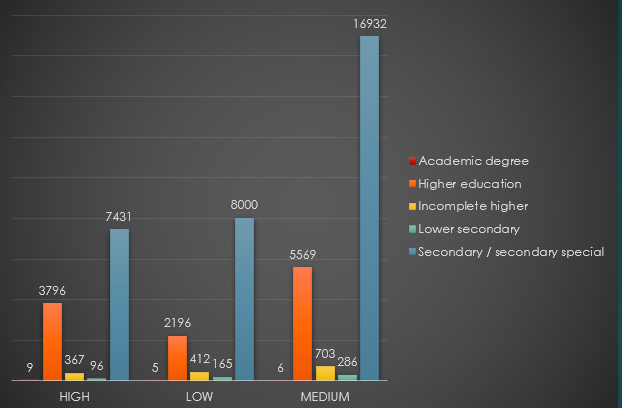 16932
8000
7431
5569
3796
2196
9
367
96
5
412
165
6
703
286
HIGH
LOW
MEDIUM
Academic degree
Higher education
Incomplete higher
Lower secondary
Secondary / secondary special